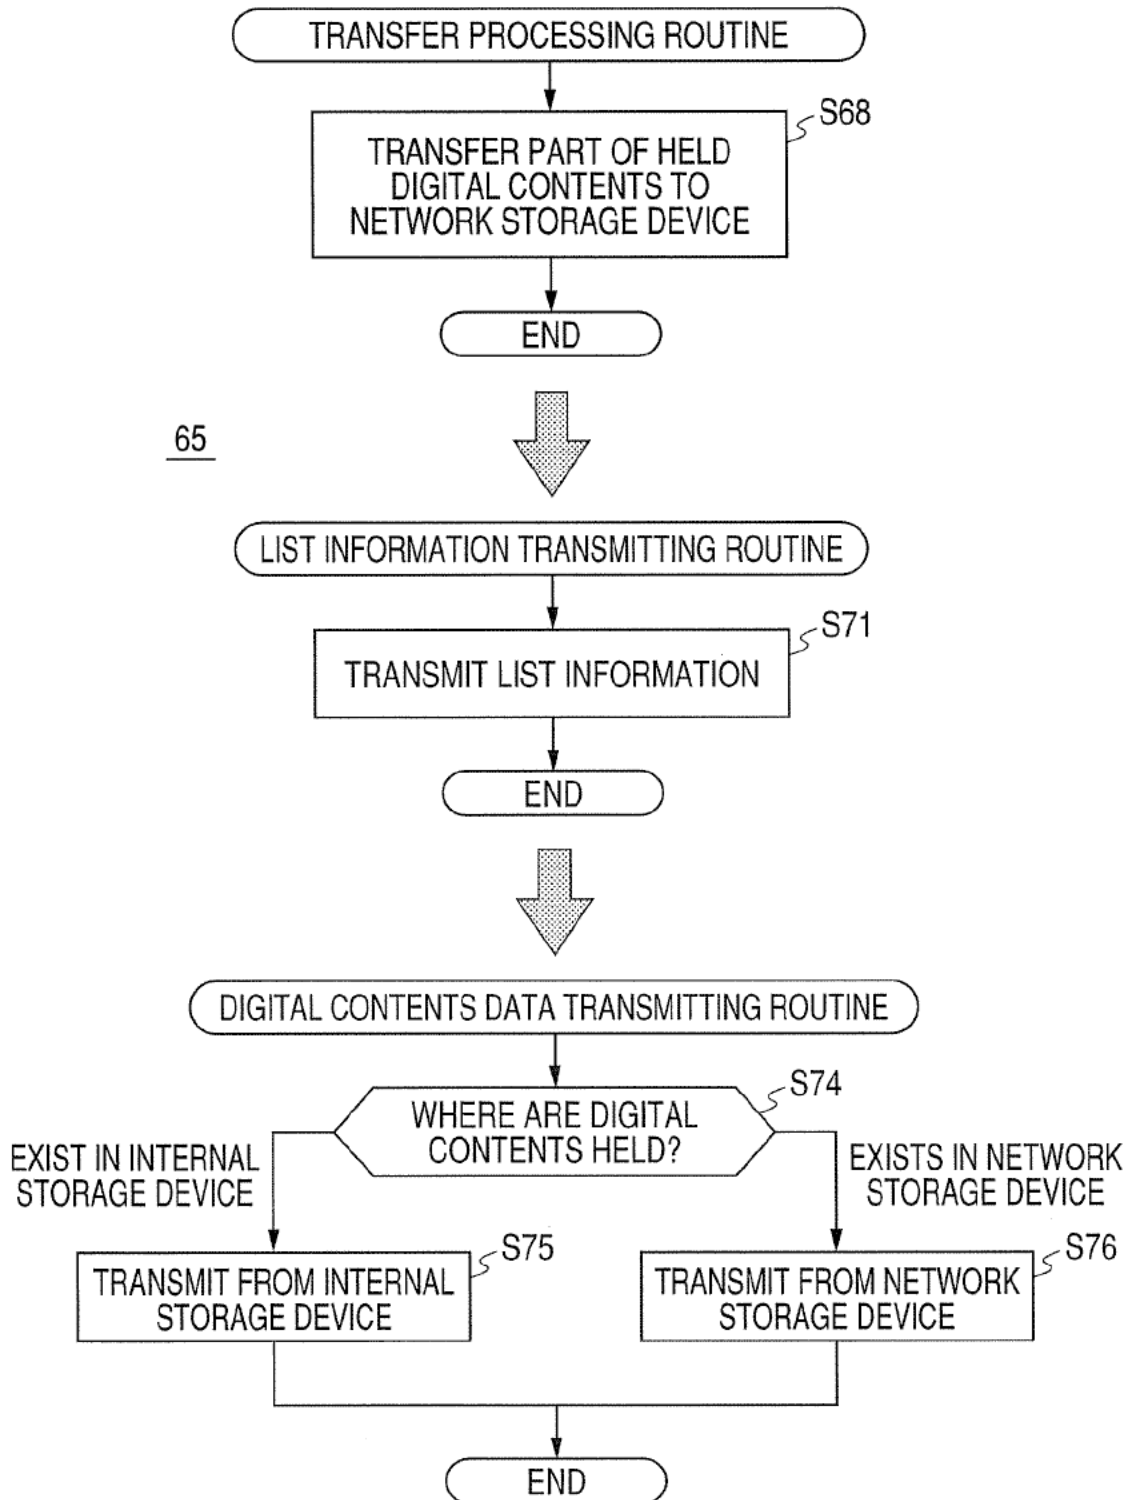 TRANSFER PROCESSING ROUTINE
S68
TRANSFER PART OF HELD
DIGITAL CONTENTS TO
NETWORK STORAGE DEVICE
END
65
LIST INFORMATION TRANSMITTING ROUTINE
S71
TRANSMIT LIST INFORMATION
END
DIGITAL CONTENTS DATA TRANSMITTING ROUTINE
S74
WHERE ARE DIGITAL
CONTENTS HELD?
EXIST IN INTERNAL
STORAGE DEVICE
EXISTS IN NETWORK
STORAGE DEVICE
S75
TRANSMIT FROM INTERNAL
STORAGE DEVICE
S76
TRANSMIT FROM NETWORK
STORAGE DEVICE
END